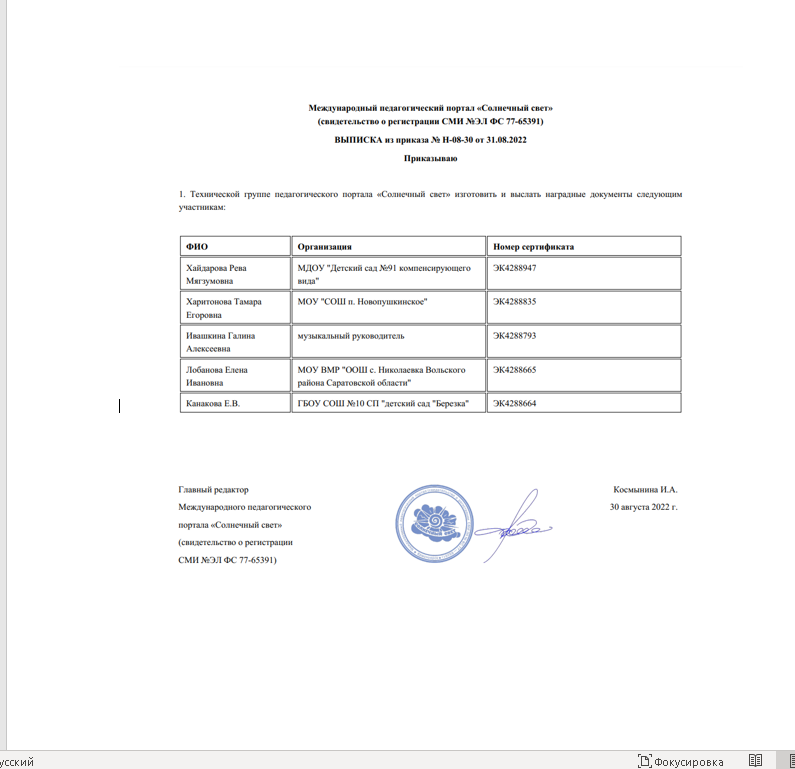 Международный педагогический портал «Солнечный свет»
(свидетельство о регистрации СМИ №ЭЛ ФС 77-65391)
ВЫПИСКА из приказа № Н-08-30 от 31.08.2022
Приказываю
1. Технической группе педагогического портала «Солнечный свет» изготовить и выслать наградные документы следующим
участникам:
ФИО Организация Номер сертификата
Хайдарова Рева МДОУ "Детский сад №91 компенсирующего ЭК4288947
Мягзумовна вида"
Харитонова Тамара МОУ "СОШ п. Новопушкинское" ЭК4288835
Егоровна
Ивашкина Галина музыкальный руководитель ЭК4288793
Алексеевна
Лобанова Елена МОУ ВМР "ООШ с. Николаевка Вольского ЭК4288665
Ивановна района Саратовской области"
Канакова Е.В. ГБОУ СОШ №10 СП "детский сад "Березка" ЭК4288664
Главный редактор Космынина И.А.
Международного педагогического 30 августа 2022 г.
портала «Солнечный свет»
(свидетельство о регистрации
СМИ №ЭЛ ФС 77-65391)
усский Фокусировка